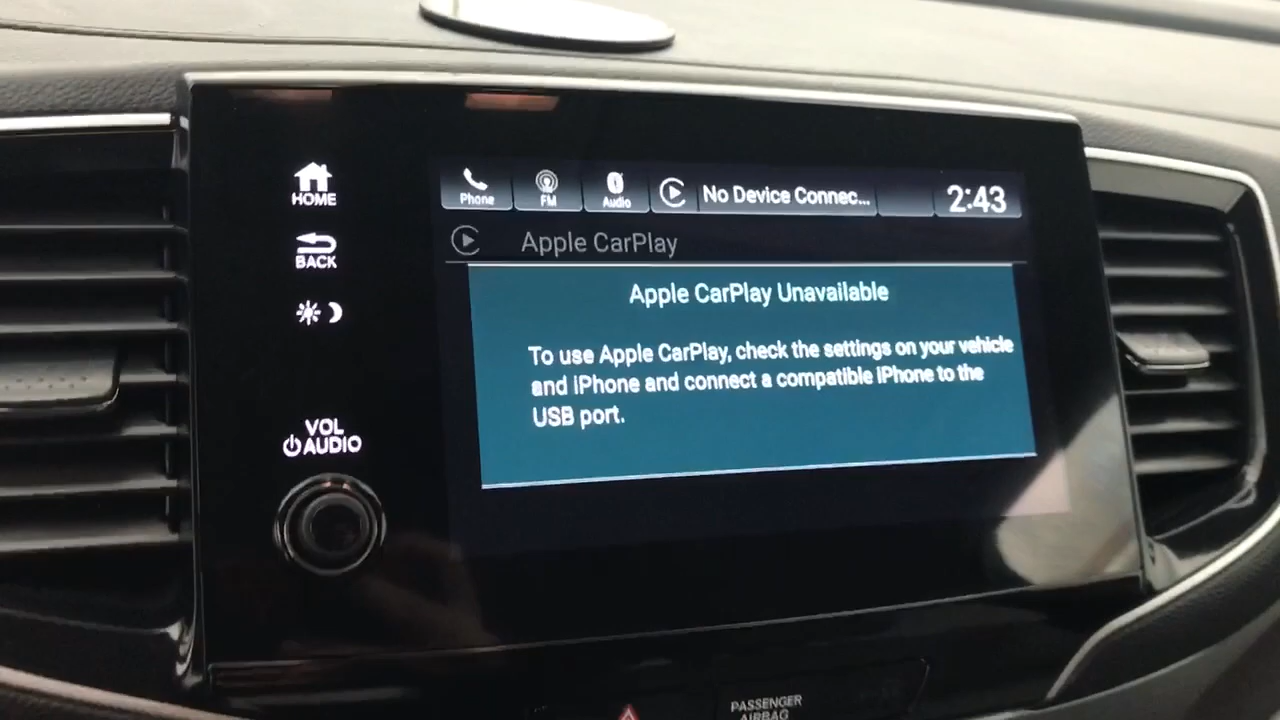 HOME
BACK
VOL
AUDIO
Phone
FM
Audio
No Device Connec...
2:43
Apple CarPlay
Apple CarPlay Unavailable
To use Apple CarPlay, check the settings on your vehicle
and iPhone and connect a compatible iPhone to the
USB port.
PASSENGER
AIRBAG